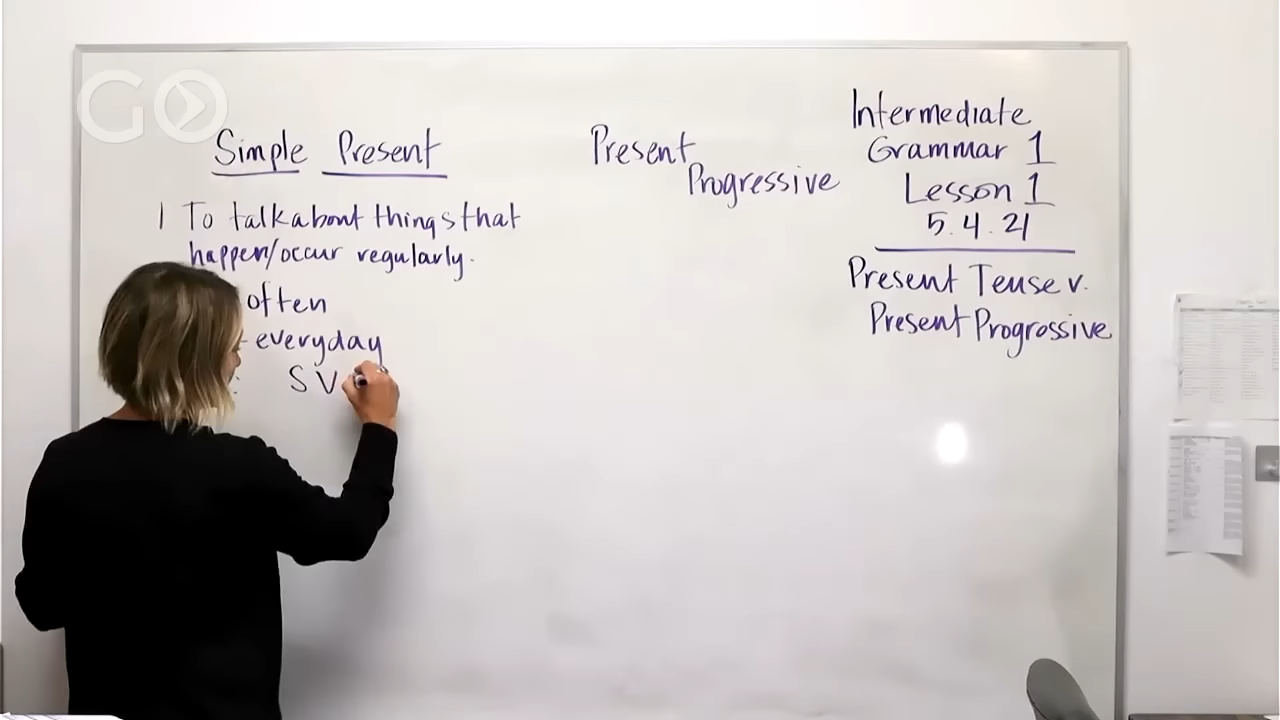 GO
Simple Present
1 To talk about things that
happen/occur regularly.
often
- everyday
S V
Present
Progressive
Intermediate
Grammar 1
Lesson 1
5.4.21
Present Tense v.
Present Progressive